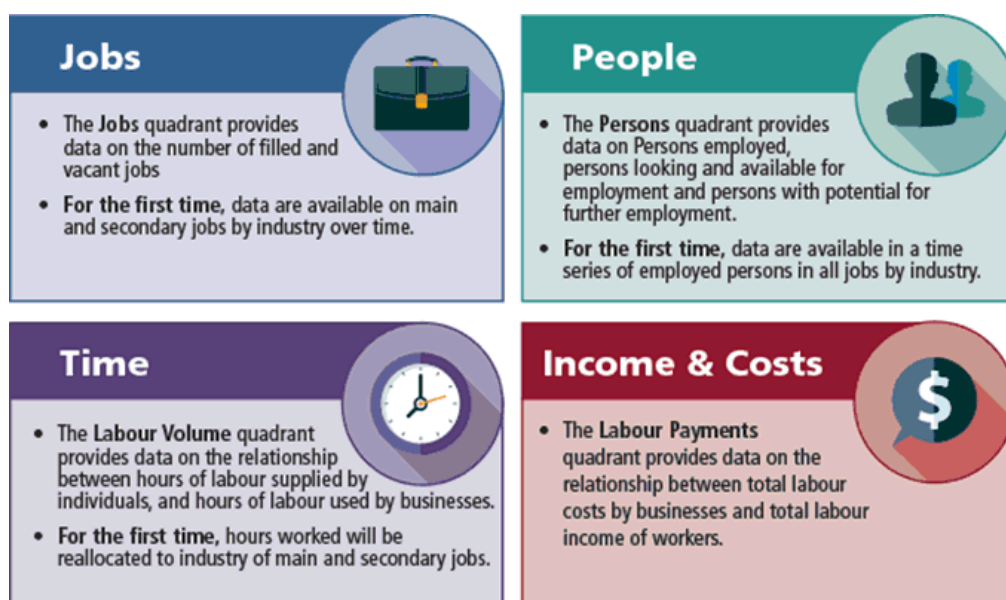 Jobs
• The Jobs quadrant provides
data on the number of filled and
vacant jobs
• For the first time, data are available on main
and secondary jobs by industry over time.
People
• The Persons quadrant provides
data on Persons employed,
persons looking and available for
employment and persons with potential for
further employment.
• For the first time, data are available in a time
series of employed persons in all jobs by industry.
Time
• The Labour Volume quadrant
provides data on the relationship
between hours of labour supplied by
individuals, and hours of labour used by businesses.
• For the first time, hours worked will be
reallocated to industry of main and secondary jobs.
Income & Costs
$
• The Labour Payments
quadrant provides data on the
relationship between total labour
costs by businesses and total labour
income of workers.